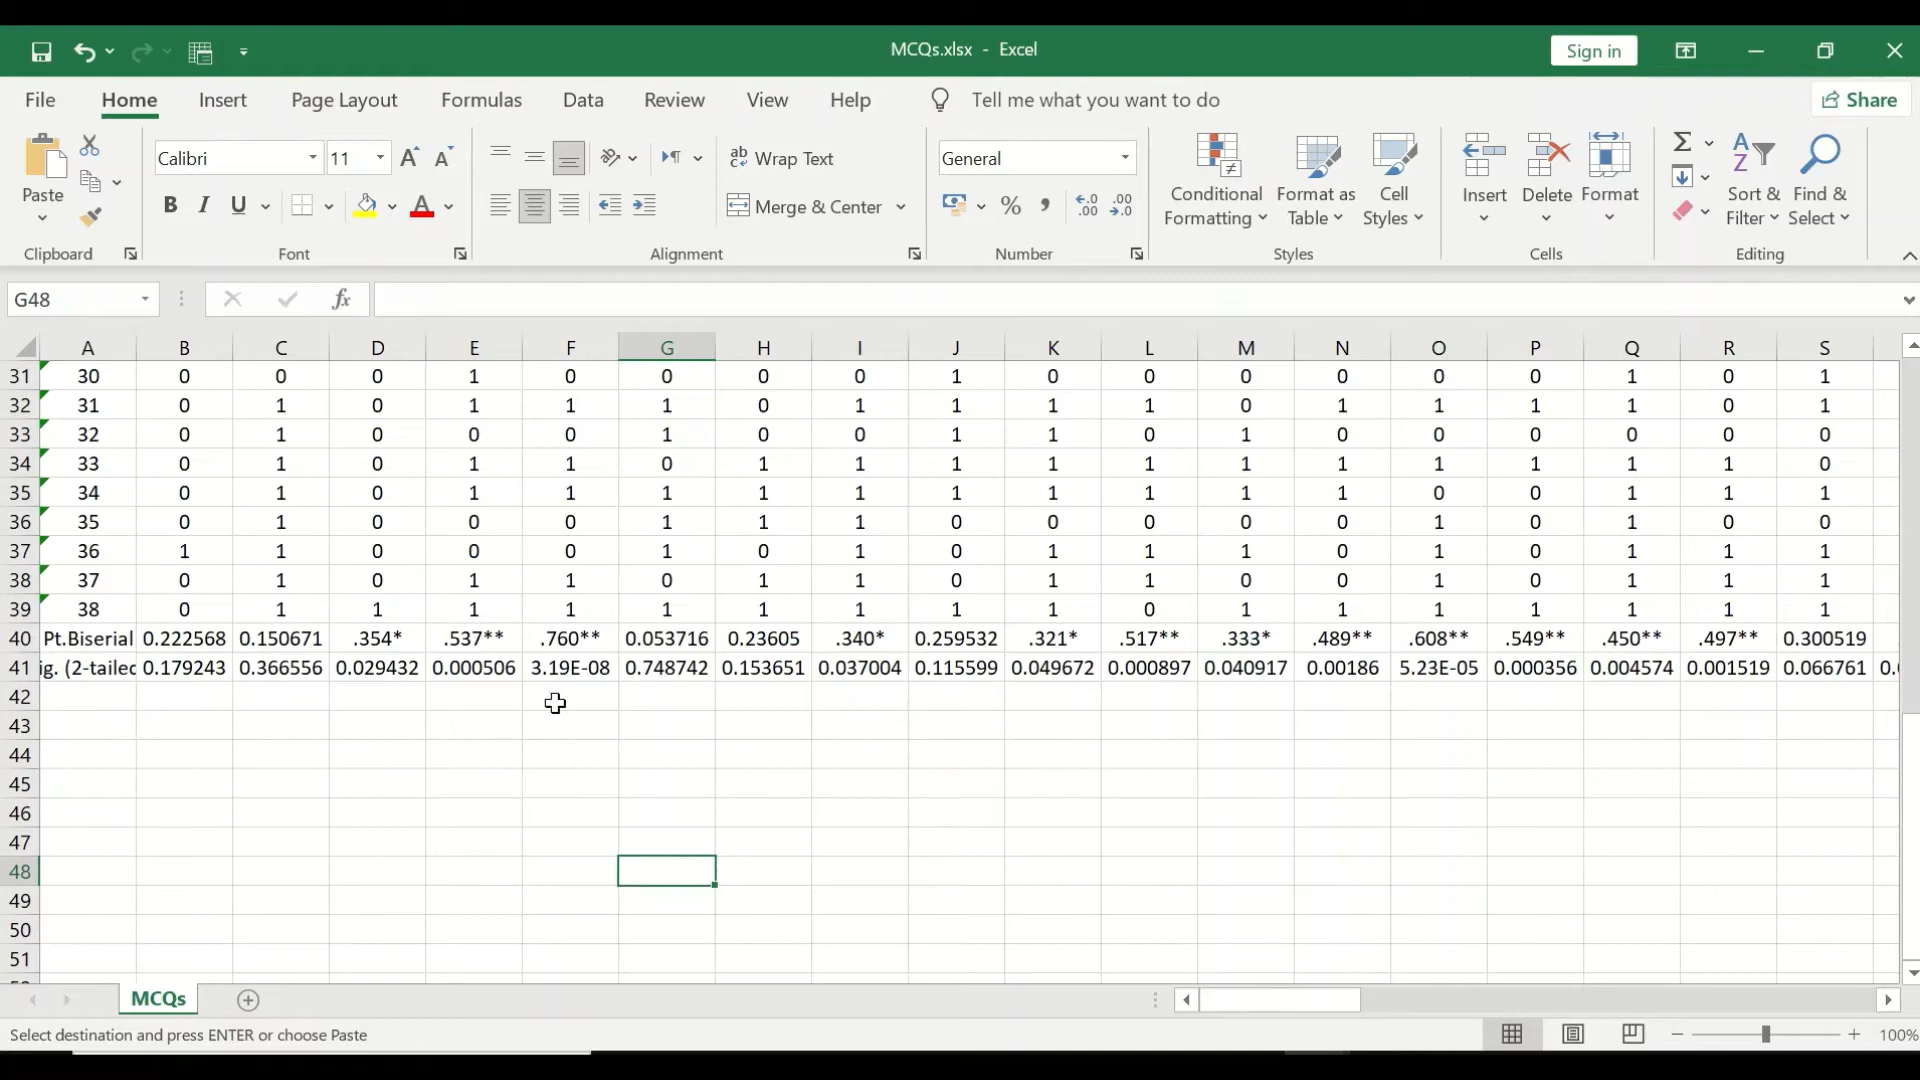 MCQs.xlsx - Excel
Sign in
File Home Insert Page Layout Formulas Data Review View Help Tell me what you want to do Share
Calibri 11 Wrap Text General
Paste B I U A Merge & Center % Conditional Formatting Format as Table Cell Styles Insert Delete Format Sort & Filter Find & Select
Clipboard Font Alignment Number Styles Cells Editing
G48 fx
A B C D E F G H I J K L M N O P Q R S
31 30 0 0 0 1 0 0 0 0 1 0 0 0 0 0 0 1 0 1
32 31 0 1 0 1 1 1 0 1 1 1 1 0 1 1 1 1 0 1
33 32 0 1 0 0 0 1 0 0 1 1 0 1 0 0 0 0 0 0
34 33 0 1 0 1 1 0 1 1 1 1 1 1 1 1 1 1 1 0
35 34 0 1 0 1 1 1 1 1 1 1 1 1 1 0 0 1 1 1
36 35 0 1 0 0 0 1 1 1 0 0 0 0 0 1 0 1 0 0
37 36 1 1 0 0 0 1 0 1 0 1 1 1 0 1 0 1 1 1
38 37 0 1 0 1 1 0 1 1 0 1 1 0 0 1 0 1 1 1
39 38 0 1 1 1 1 1 1 1 1 1 0 1 1 1 1 1 1 1
40 Pt.Biserial 0.222568 0.150671 .354* .537** .760** 0.053716 0.23605 .340* 0.259532 .321* .517** .333* .489** .608** .549** .450** .497** 0.300519
41 ig. (2-tailed 0.179243 0.366556 0.029432 0.000506 3.19E-08 0.748742 0.153651 0.037004 0.115599 0.049672 0.000897 0.040917 0.00186 5.23E-05 0.000356 0.004574 0.001519 0.066761
42
43
44
45
46
47
48
49
50
51
MCQs
Select destination and press ENTER or choose Paste 100%